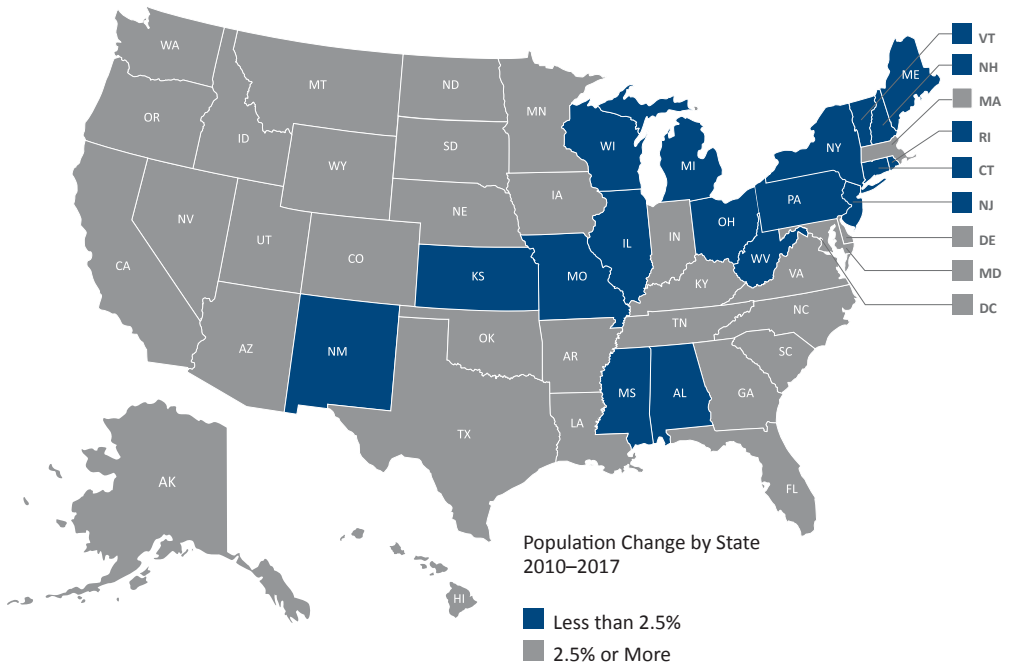 WA
MT
ND
MN
OR
ID
SD
WI
MI
NY
ME
VT
NH
MA
RI
CT
NJ
DE
MD
DC
WY
IA
NE
PA
OH
IL
IN
NV
UT
CO
KS
MO
WV
VA
KY
CA
NC
TN
OK
AR
SC
AZ
NM
MS
AL
GA
LA
TX
FL
AK
HI
Population Change by State
2010–2017
Less than 2.5%
2.5% or More